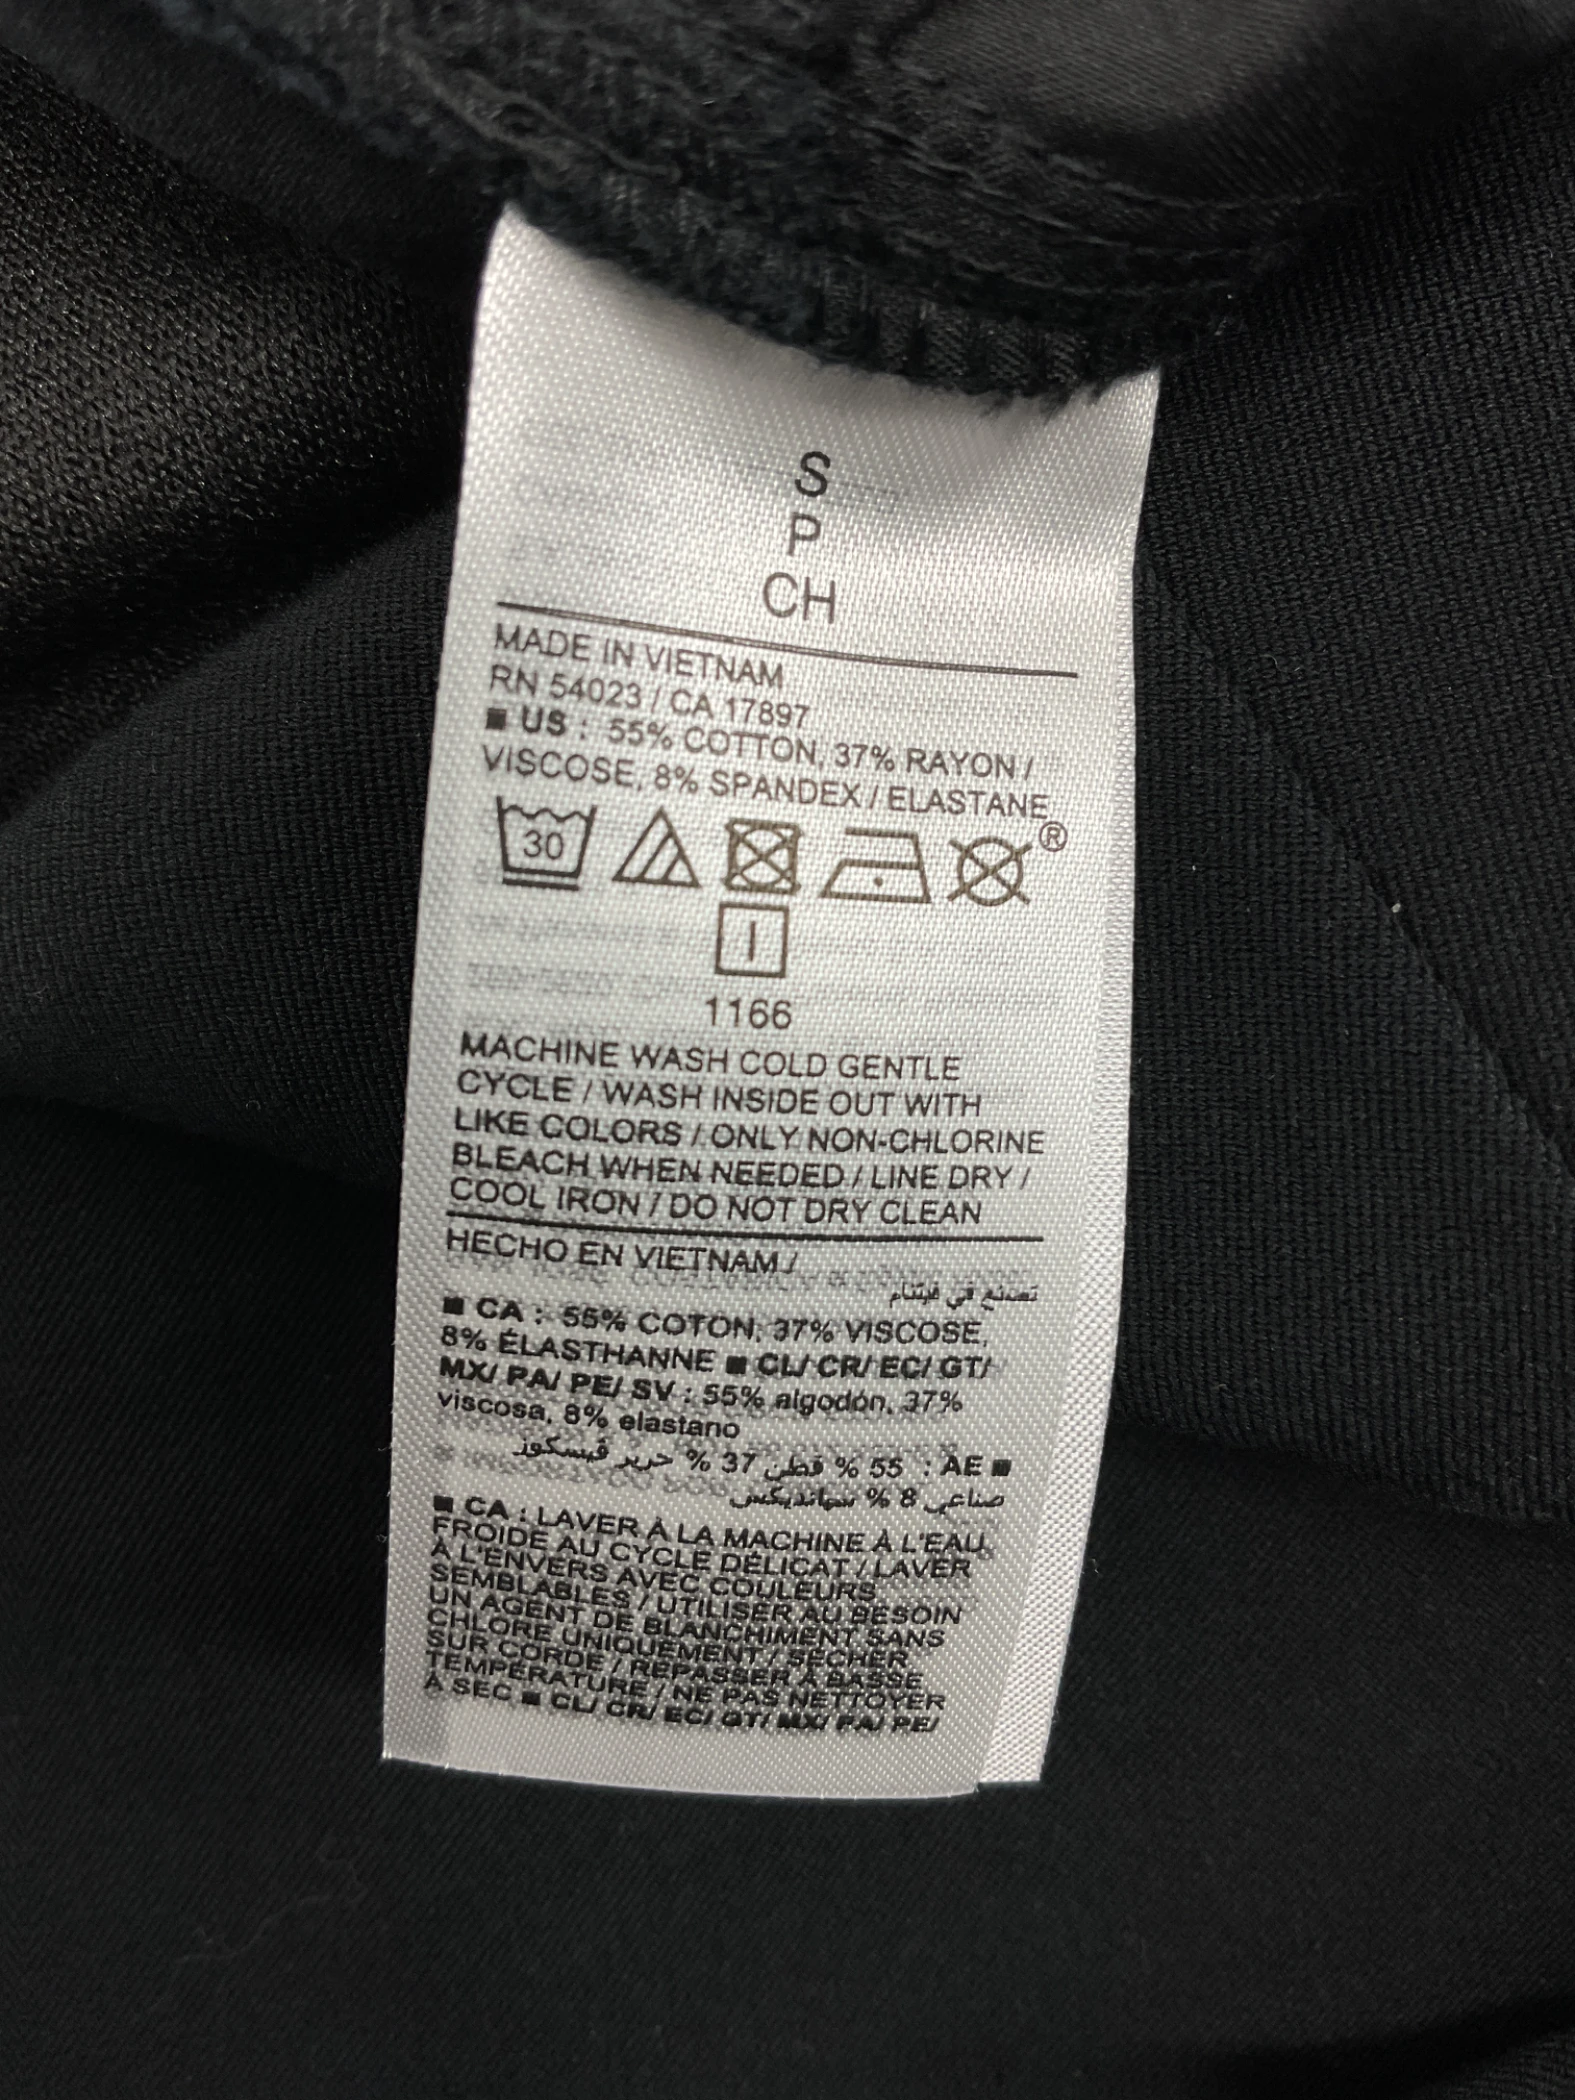 S
P
CH
MADE IN VIETNAM
RN 54023 / CA 17897
■ US : 55% COTTON, 37% RAYON /
VISCOSE, 8% SPANDEX / ELASTANE
30
®
1166
MACHINE WASH COLD GENTLE
CYCLE / WASH INSIDE OUT WITH
LIKE COLORS / ONLY NON-CHLORINE
BLEACH WHEN NEEDED / LINE DRY /
COOL IRON / DO NOT DRY CLEAN
HECHO EN VIETNAM /
تصنع في فيتنام
■ CA : 55% COTON, 37% VISCOSE,
8% ÉLASTHANNE ■ CL/ CR/ EC/ GT/
MX/ PA/ PE/ SV : 55% algodón, 37%
viscosa, 8% elastano
■ AE : 55 % قطن 37 % حرير ڤيسكوز
صناعي 8 % سباندیکس
■ CA : LAVER À LA MACHINE À L'EAU
FROIDE AU CYCLE DÉLICAT / LAVER
À L'ENVERS AVEC COULEURS
SEMBLABLES / UTILISER AU BESOIN
UN AGENT DE BLANCHIMENT SANS
CHLORE UNIQUEMENT / SÉCHER
SUR CORDE / REPASSER À BASSE
TEMPÉRATURE / NE PAS NETTOYER
À SEC ■ CL/ CR/ EC/ GT/ MX/ PA/ PE/